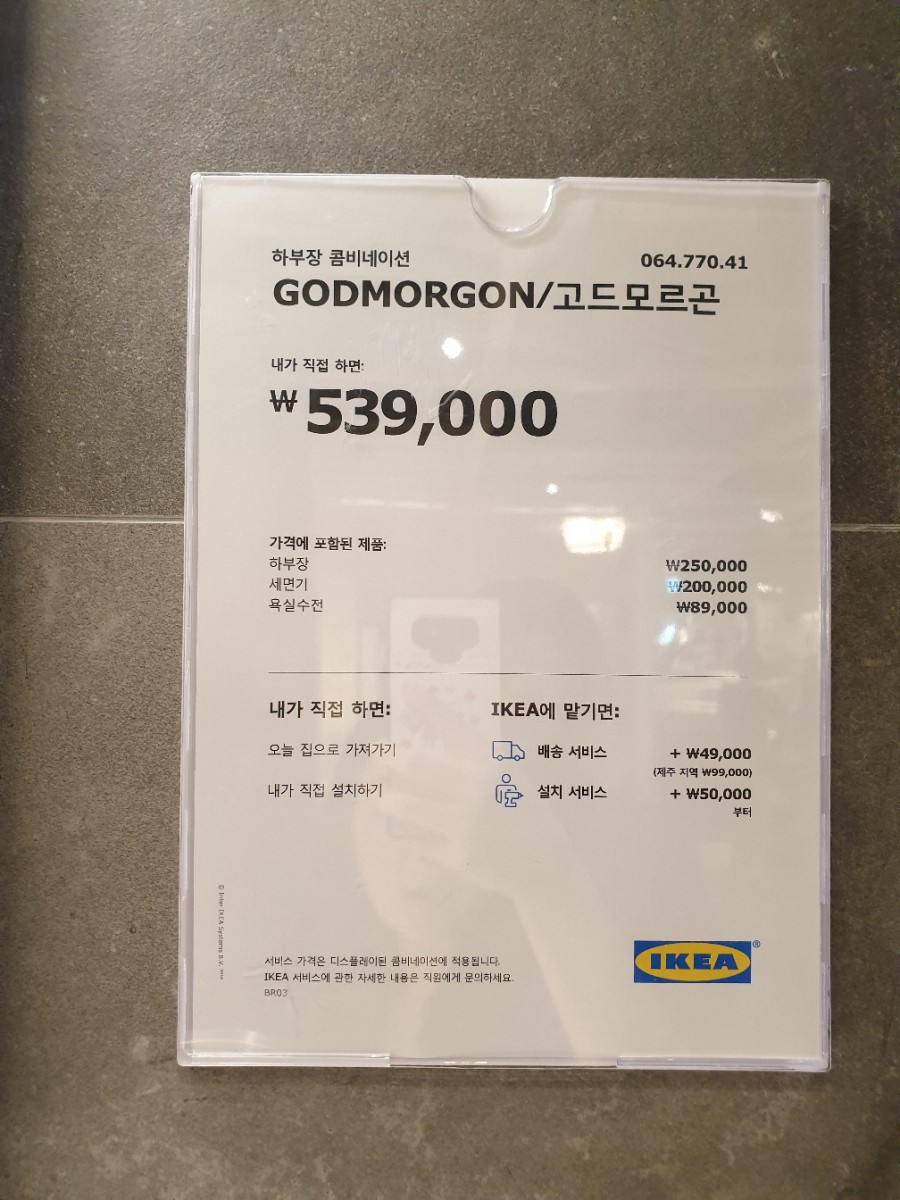 하부장 콤비네이션 064.770.41
GODMORGON/고드모르곤
내가 직접 하면:
₩539,000
가격에 포함된 제품:
하부장 ₩250,000
세면기 ₩200,000
욕실수전 ₩89,000
내가 직접 하면: IKEA에 맡기면:
오늘 집으로 가져가기 배송 서비스 + ₩49,000
(제주 지역 ₩99,000)
내가 직접 설치하기 설치 서비스 + ₩50,000
부터
© Inter IKEA Systems B.V.
서비스 가격은 디스플레이된 콤비네이션에 적용됩니다.
IKEA 서비스에 관한 자세한 내용은 직원에게 문의하세요.
BR03
IKEA®